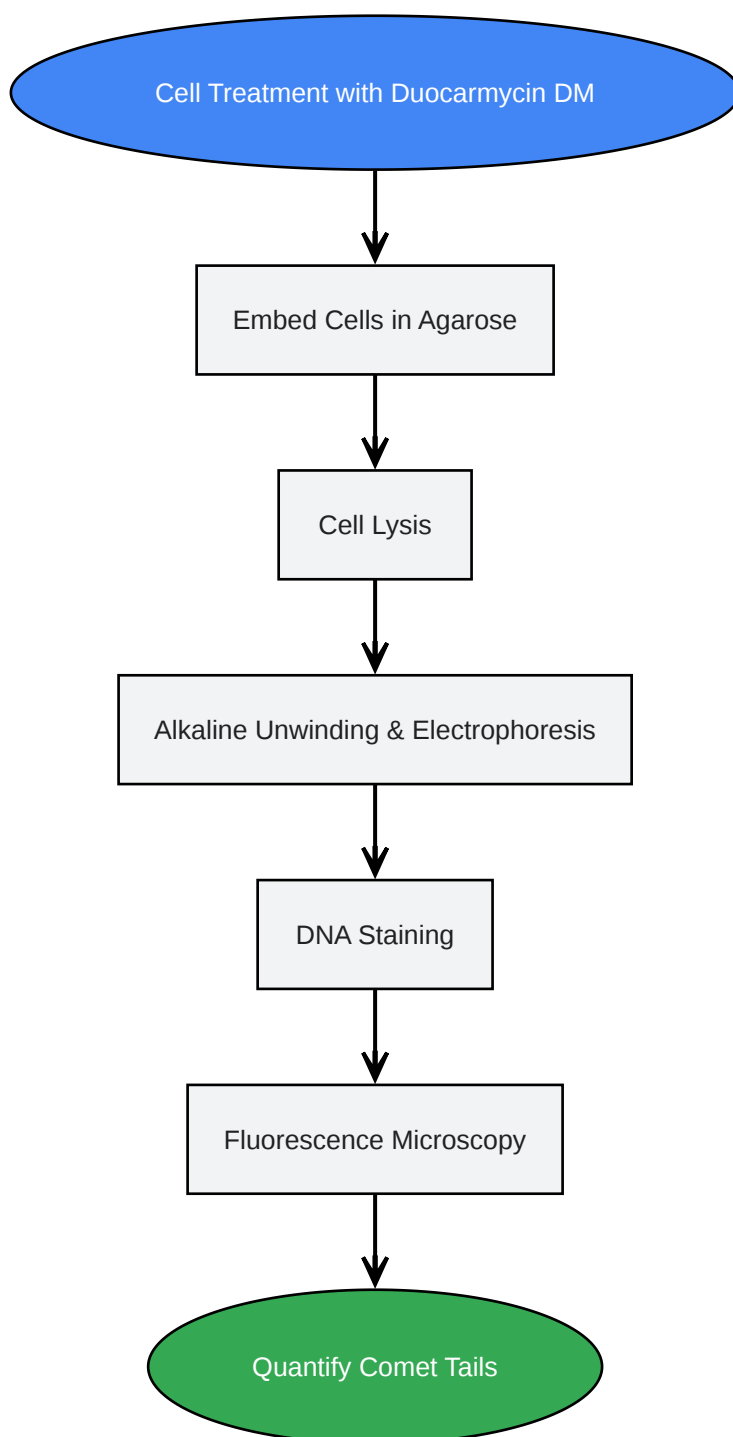 Cell Treatment with Duocarmycin DM
Embed Cells in Agarose
Cell Lysis
Alkaline Unwinding & Electrophoresis
DNA Staining
Fluorescence Microscopy
Quantify Comet Tails